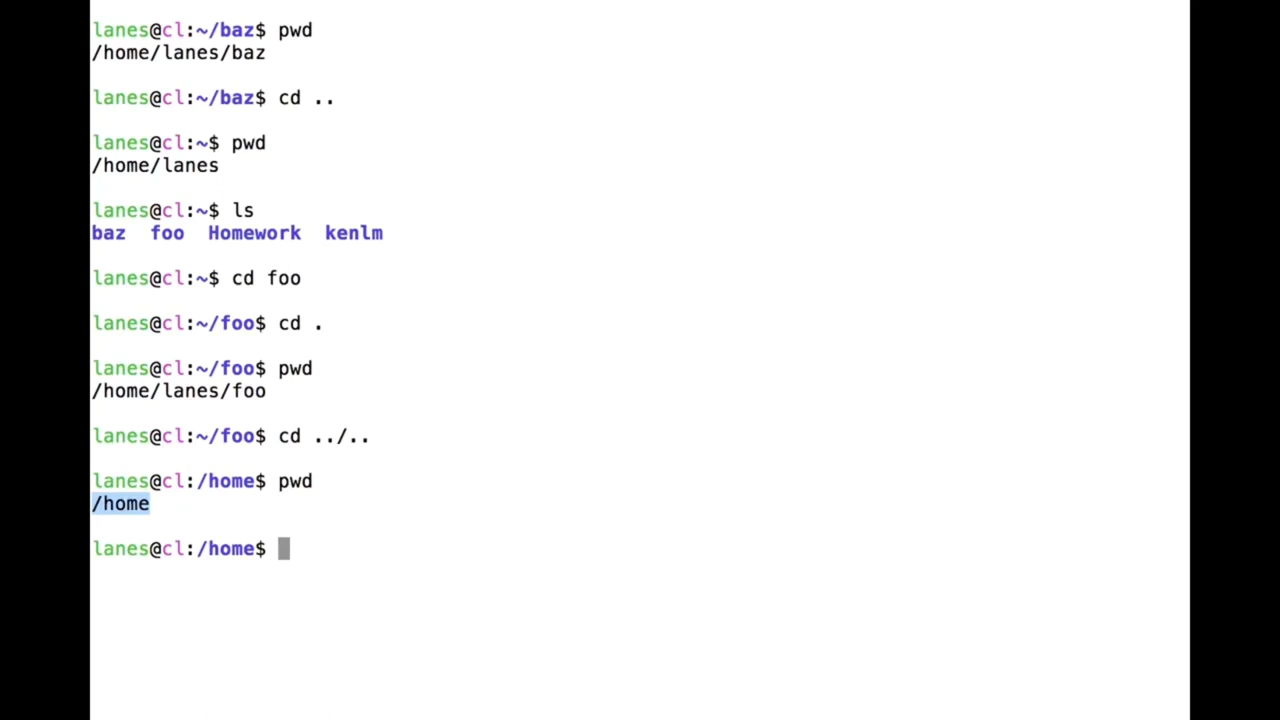 lanes@cl:~/baz$ pwd
/home/lanes/baz
lanes@cl:~/baz$ cd ..
lanes@cl:~$ pwd
/home/lanes
lanes@cl:~$ ls
baz  foo  Homework  kenlm
lanes@cl:~$ cd foo
lanes@cl:~/foo$ cd .
lanes@cl:~/foo$ pwd
/home/lanes/foo
lanes@cl:~/foo$ cd ../..
lanes@cl:/home$ pwd
/home
lanes@cl:/home$